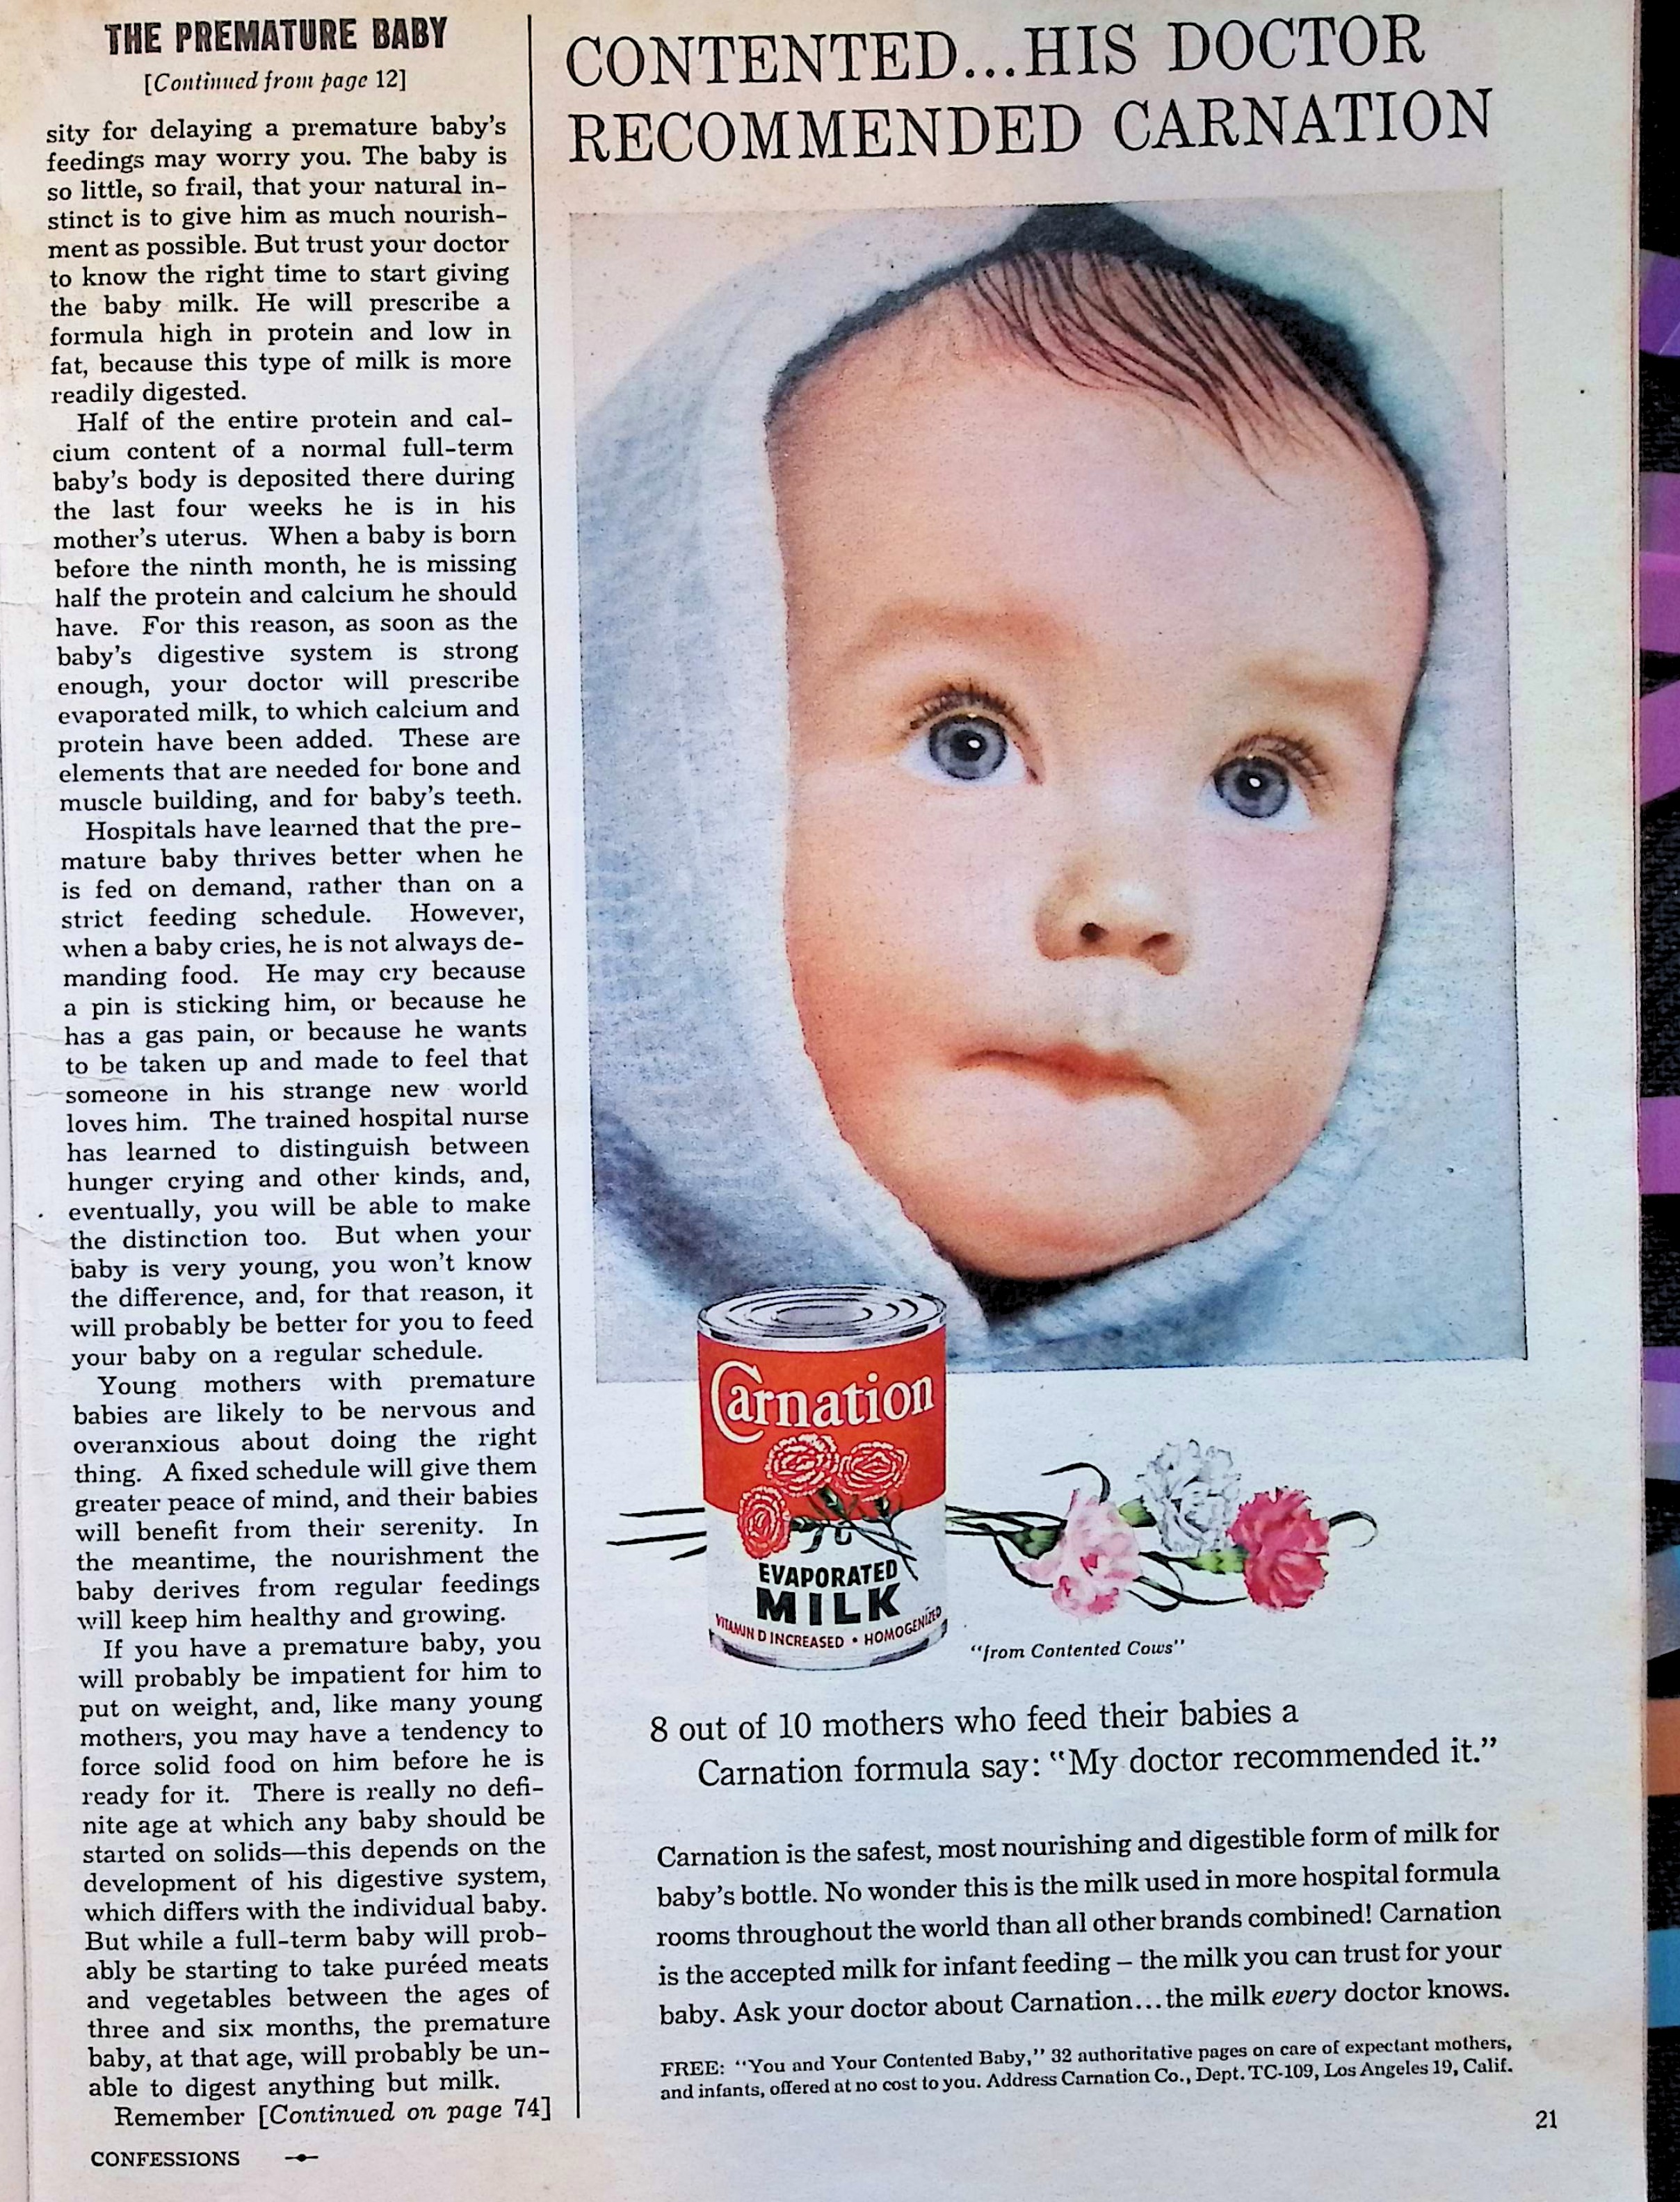 THE PREMATURE BABY
[Continued from page 12]
sity for delaying a premature baby's
feedings may worry you. The baby is
so little, so frail, that your natural in-
stinct is to give him as much nourish-
ment as possible. But trust your doctor
to know the right time to start giving
the baby milk. He will prescribe a
formula high in protein and low in
fat, because this type of milk is more
readily digested.
Half of the entire protein and cal-
cium content of a normal full-term
baby's body is deposited there during
the last four weeks he is in his
mother's uterus. When a baby is born
before the ninth month, he is missing
half the protein and calcium he should
have. For this reason, as soon as the
baby's digestive system is strong
enough, your doctor will prescribe
evaporated milk, to which calcium and
protein have been added. These are
elements that are needed for bone and
muscle building, and for baby's teeth.
Hospitals have learned that the pre-
mature baby thrives better when he
is fed on demand, rather than on a
strict feeding schedule. However,
when a baby cries, he is not always de-
manding food. He may cry because
a pin is sticking him, or because he
has a gas pain, or because he wants
to be taken up and made to feel that
someone in his strange new world
loves him. The trained hospital nurse
has learned to distinguish between
hunger crying and other kinds, and,
eventually, you will be able to make
the distinction too. But when your
baby is very young, you won't know
the difference, and, for that reason, it
will probably be better for you to feed
your baby on a regular schedule.
Young mothers with premature
babies are likely to be nervous and
overanxious about doing the right
thing. A fixed schedule will give them
greater peace of mind, and their babies
will benefit from their serenity. In
the meantime, the nourishment the
baby derives from regular feedings
will keep him healthy and growing.
If you have a premature baby, you
will probably be impatient for him to
put on weight, and, like many young
mothers, you may have a tendency to
force solid food on him before he is
ready for it. There is really no defi-
nite age at which any baby should be
started on solids—this depends on the
development of his digestive system,
which differs with the individual baby.
But while a full-term baby will prob-
ably be starting to take puréed meats
and vegetables between the ages of
three and six months, the premature
baby, at that age, will probably be un-
able to digest anything but milk.
Remember [Continued on page 74]
CONFESSIONS
CONTENTED...HIS DOCTOR
RECOMMENDED CARNATION
Carnation
EVAPORATED
MILK
VITAMIN D INCREASED • HOMOGENIZED
"from Contented Cows"
8 out of 10 mothers who feed their babies a
Carnation formula say: "My doctor recommended it."
Carnation is the safest, most nourishing and digestible form of milk for
baby's bottle. No wonder this is the milk used in more hospital formula
rooms throughout the world than all other brands combined! Carnation
is the accepted milk for infant feeding – the milk you can trust for your
baby. Ask your doctor about Carnation...the milk every doctor knows.
FREE: "You and Your Contented Baby," 32 authoritative pages on care of expectant mothers,
and infants, offered at no cost to you. Address Carnation Co., Dept. TC-109, Los Angeles 19, Calif.
21